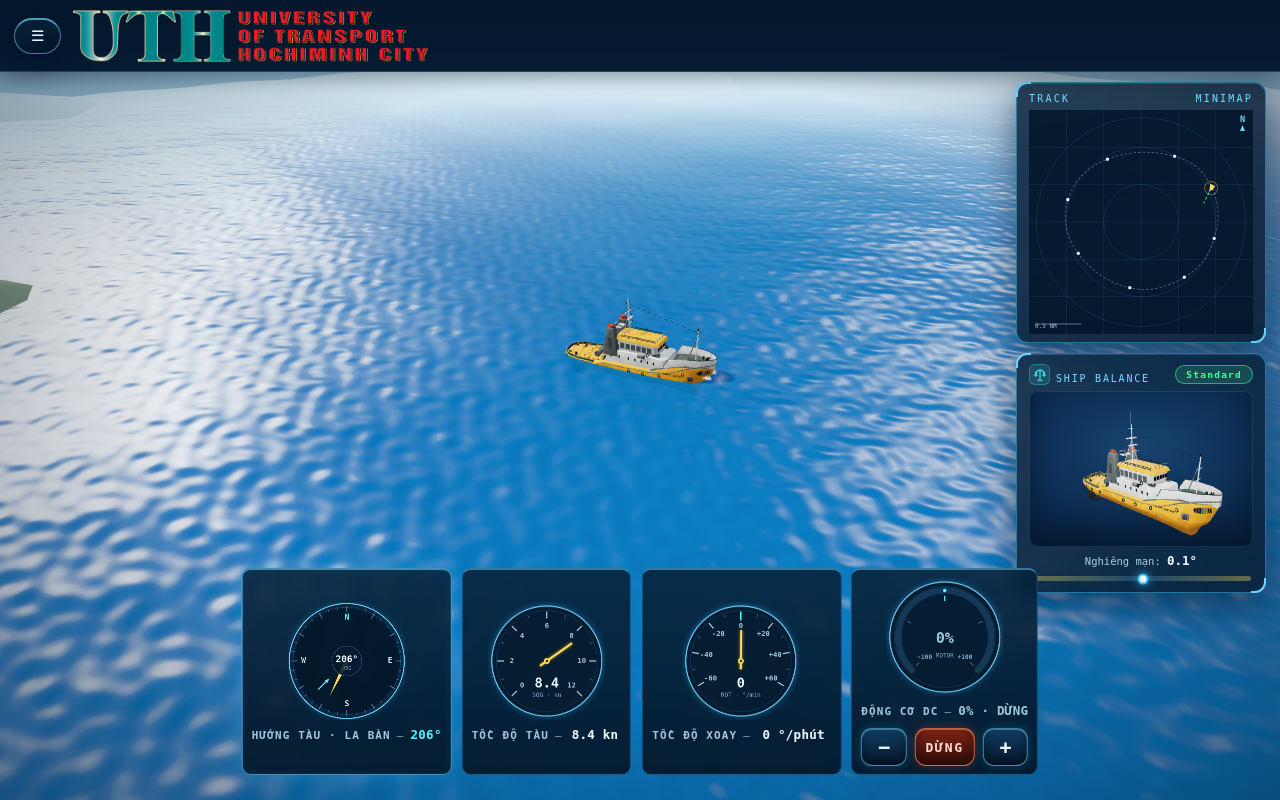 ☰
UTH
UNIVERSITY
OF TRANSPORT
HOCHIMINH CITY
TRACK MINIMAP
N
0.5 NM
SHIP BALANCE Standard
Nghiêng mạn: 0.1°
N
W E
S
206°
HƯỚNG TÀU · LA BÀN — 206°
0 2 4 6 8 10 12
8.4
SOG · kn
TỐC ĐỘ TÀU — 8.4 kn
-60 -40 -20 0 +20 +40 +60
0
ROT · °/min
TỐC ĐỘ XOAY — 0 °/phút
0%
-100 MOTOR +100
ĐỘNG CƠ DC — 0% · DỪNG
− DỪNG +